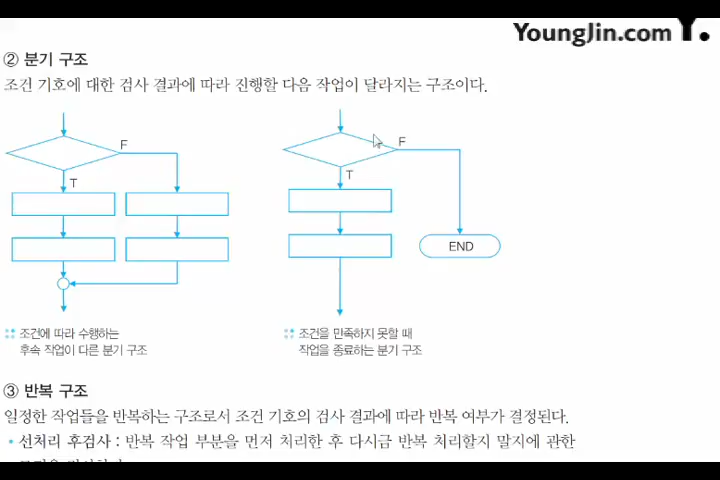 YoungJin.com Y.
② 분기 구조
조건 기호에 대한 검사 결과에 따라 진행할 다음 작업이 달라지는 구조이다.
F
T
F
T
END
조건에 따라 수행하는
후속 작업이 다른 분기 구조
조건을 만족하지 못할 때
작업을 종료하는 분기 구조
③ 반복 구조
일정한 작업들을 반복하는 구조로서 조건 기호의 검사 결과에 따라 반복 여부가 결정된다.
• 선처리 후검사 : 반복 작업 부분을 먼저 처리한 후 다시금 반복 처리할지 말지에 관한